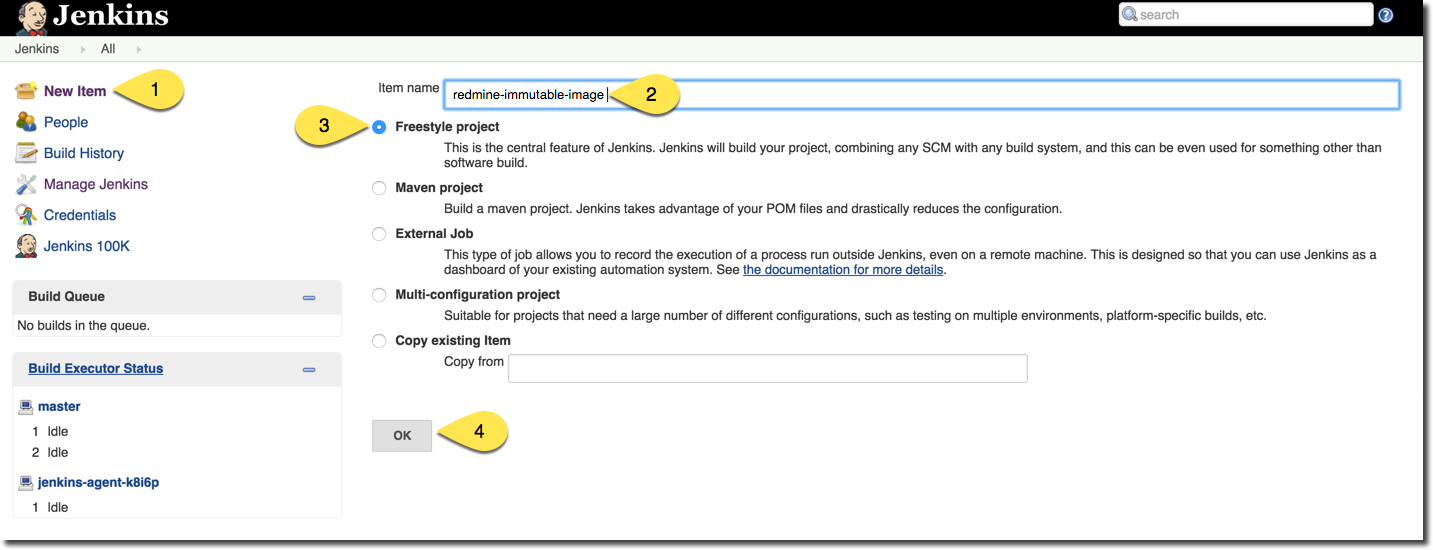 Jenkins
search
?
Jenkins
All
New Item
1
People
Build History
Manage Jenkins
Credentials
Jenkins 100K
Build Queue
No builds in the queue.
Build Executor Status
master
1 Idle
2 Idle
jenkins-agent-k8i6p
1 Idle
Item name
redmine-immutable-image
2
3
Freestyle project
This is the central feature of Jenkins. Jenkins will build your project, combining any SCM with any build system, and this can be even used for something other than
software build.
Maven project
Build a maven project. Jenkins takes advantage of your POM files and drastically reduces the configuration.
External Job
This type of job allows you to record the execution of a process run outside Jenkins, even on a remote machine. This is designed so that you can use Jenkins as a
dashboard of your existing automation system. See the documentation for more details.
Multi-configuration project
Suitable for projects that need a large number of different configurations, such as testing on multiple environments, platform-specific builds, etc.
Copy existing Item
Copy from
OK
4